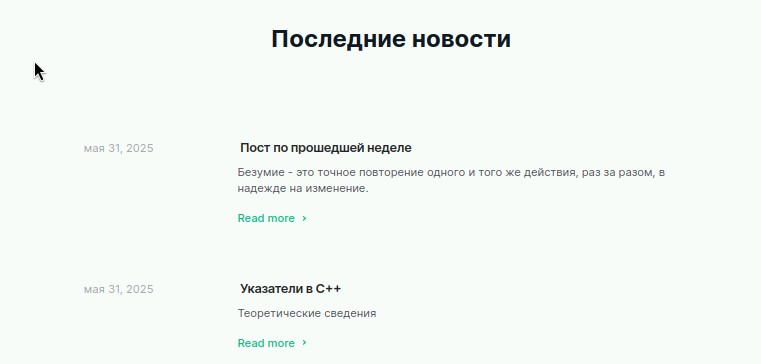 Последние новости
мая 31, 2025
Пост по прошедшей неделе
Безумие - это точное повторение одного и того же действия, раз за разом, в
надежде на изменение.
Read more ›
мая 31, 2025
Указатели в C++
Теоретические сведения
Read more ›